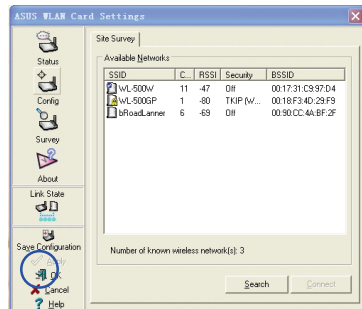 ASUS WLAN Card Settings
Status
Config
Survey
About
Link State
Save Configuration
Apply
OK
Cancel
Help
Site Survey
Available Networks
SSID C... RSSI Security BSSID
WL-500W 11 -47 Off 00:17:31:C9:97:D4
WL-500GP 1 -80 TKIP (W... 00:18:F3:4D:29:F9
bRoadLanner 6 -69 Off 00:90:CC:4A:BF:2F
Number of known wireless network(s): 3
Search Connect